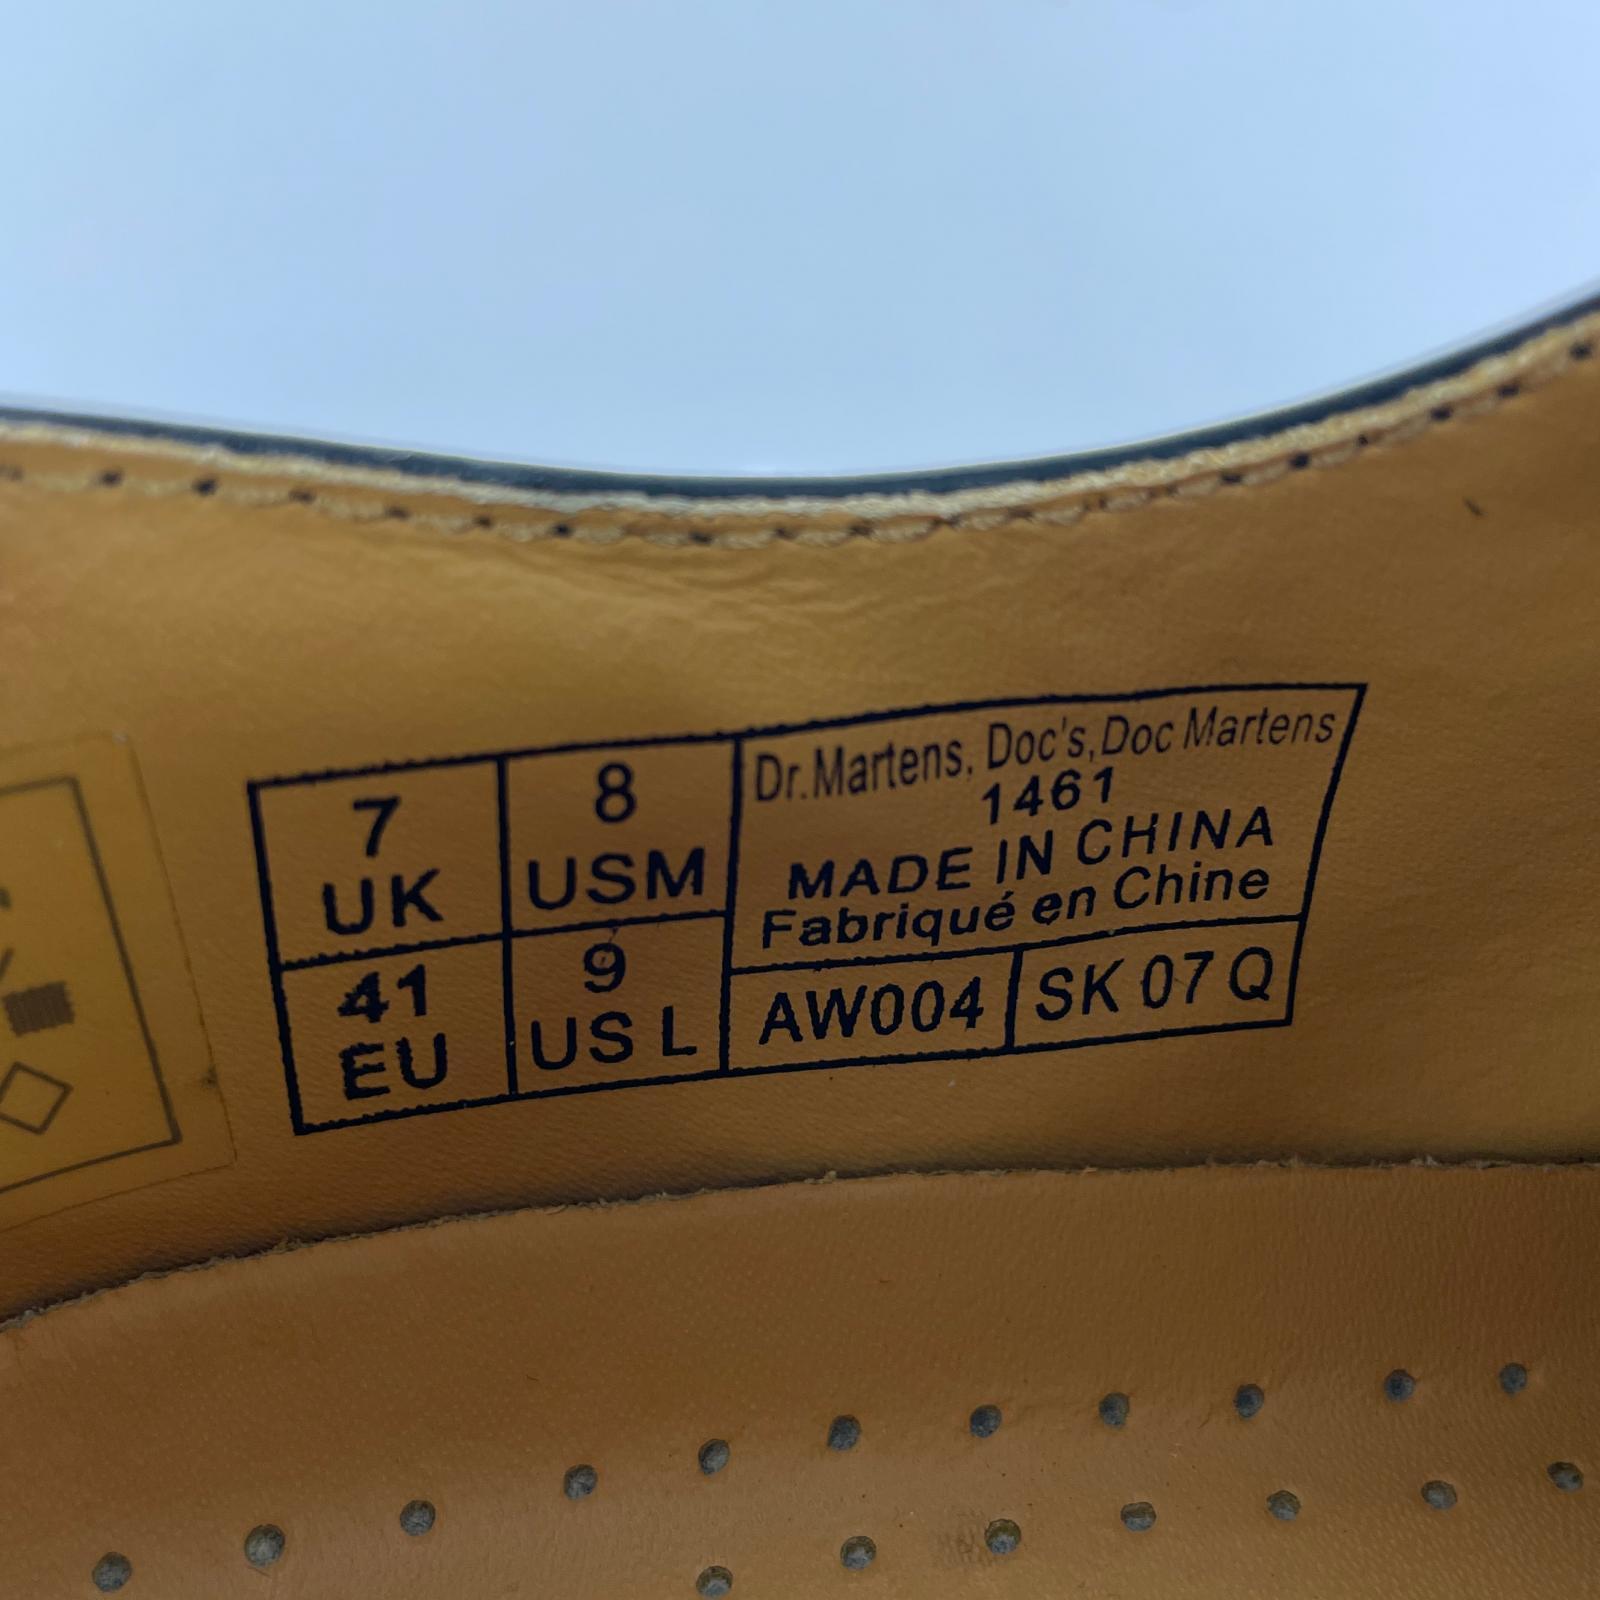 7
UK
8
USM
41
EU
9
US L
Dr.Martens, Doc's, Doc Martens
1461
MADE IN CHINA
Fabriqué en Chine
AW004
SK 07 Q